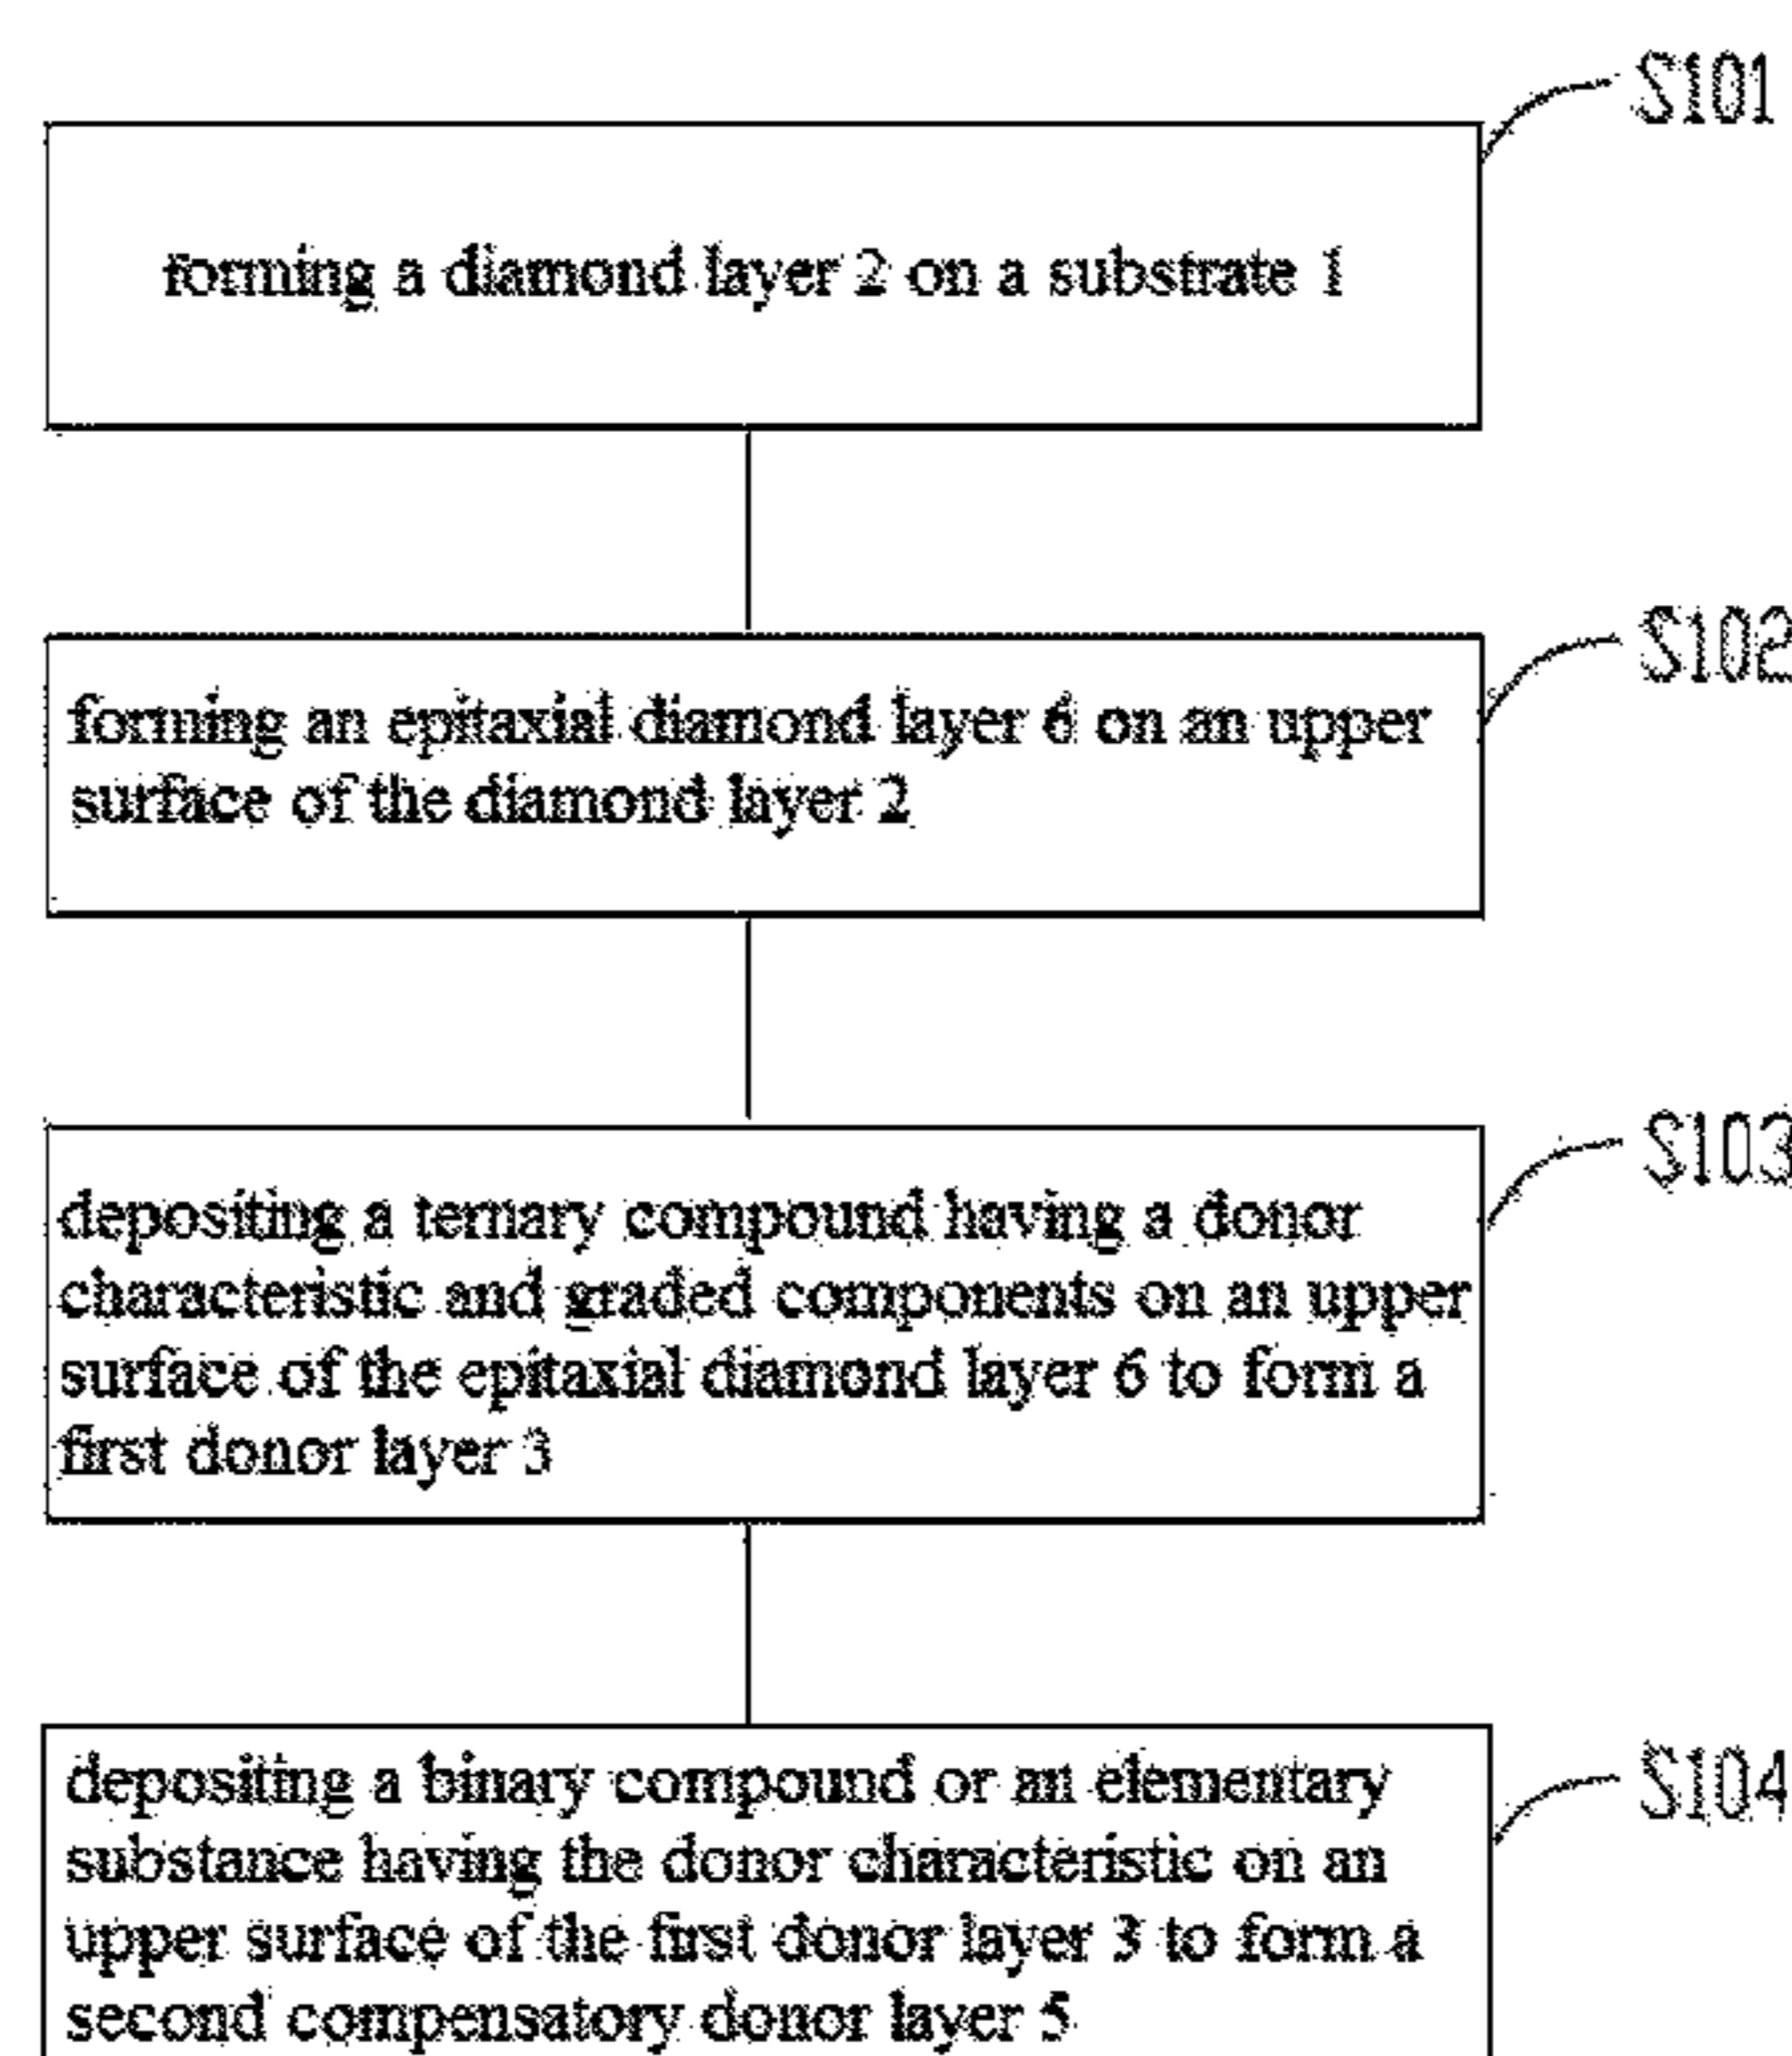 S101
forming a diamond layer 2 on a substrate 1
S102
forming an epitaxial diamond layer 6 on an upper
surface of the diamond layer 2
S103
depositing a ternary compound having a donor
characteristic and graded components on an upper
surface of the epitaxial diamond layer 6 to form a
first donor layer 3
S104
depositing a binary compound or an elementary
substance having the donor characteristic on an
upper surface of the first donor layer 3 to form a
second compensatory donor layer 5